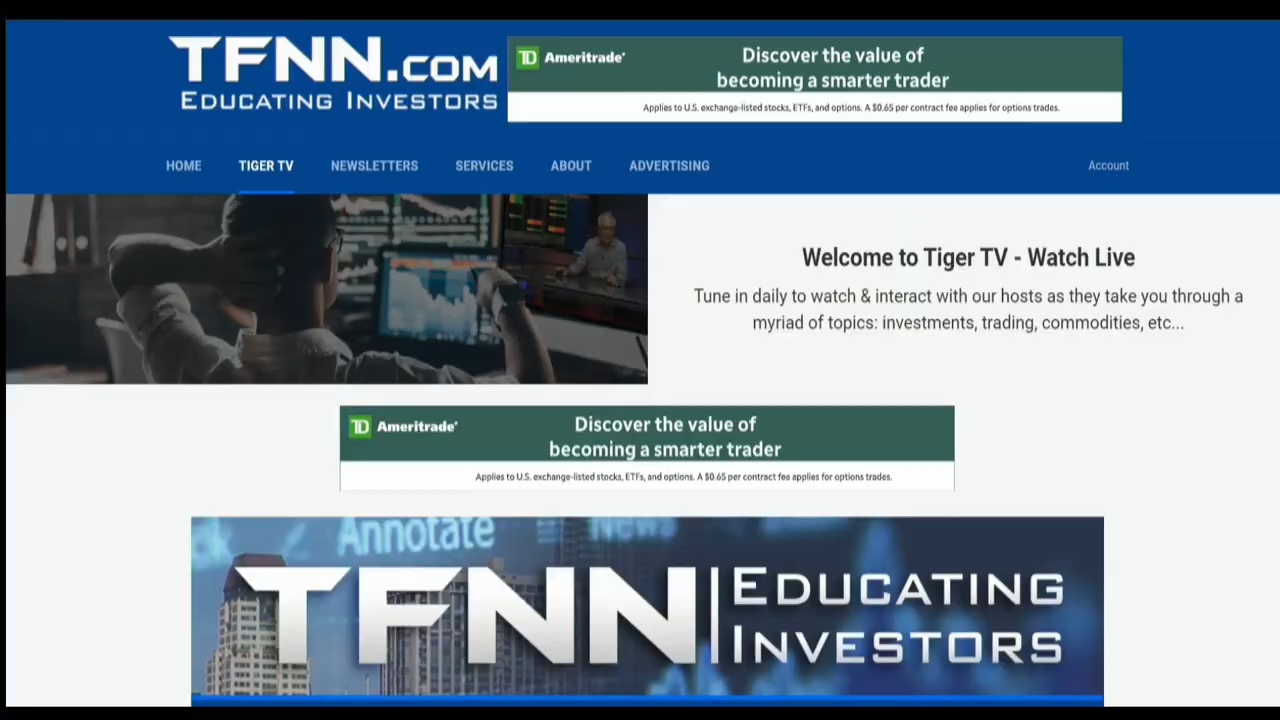 TFNN.COM
EDUCATING INVESTORS
TD Ameritrade®
Discover the value of
becoming a smarter trader
Applies to U.S. exchange-listed stocks, ETFs, and options. A $0.65 per contract fee applies for options trades.
HOME TIGER TV NEWSLETTERS SERVICES ABOUT ADVERTISING Account
Welcome to Tiger TV - Watch Live
Tune in daily to watch & interact with our hosts as they take you through a
myriad of topics: investments, trading, commodities, etc...
TD Ameritrade®
Discover the value of
becoming a smarter trader
Applies to U.S. exchange-listed stocks, ETFs, and options. A $0.65 per contract fee applies for options trades.
Annotate News
TFNN EDUCATING
INVESTORS